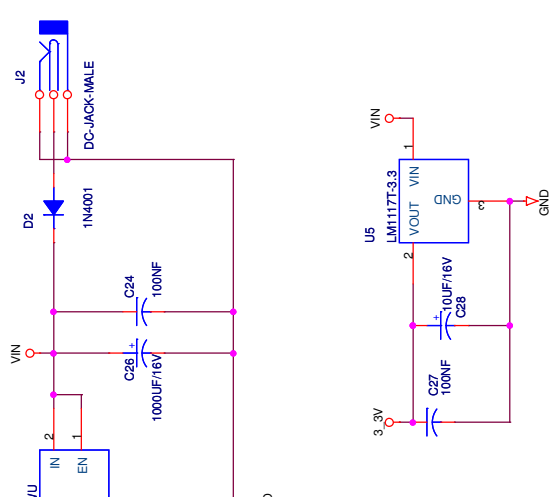 J2
DC-JACK-MALE
D2
1N4001
C24
100NF
VIN
C26
+
1000UF/16V
2
1
IN
EN
VIN
1
U5
LM1117T-3.3
VIN
VOUT
GND
3
GND
2
+
10UF/16V
C28
C27
100NF
3_3V